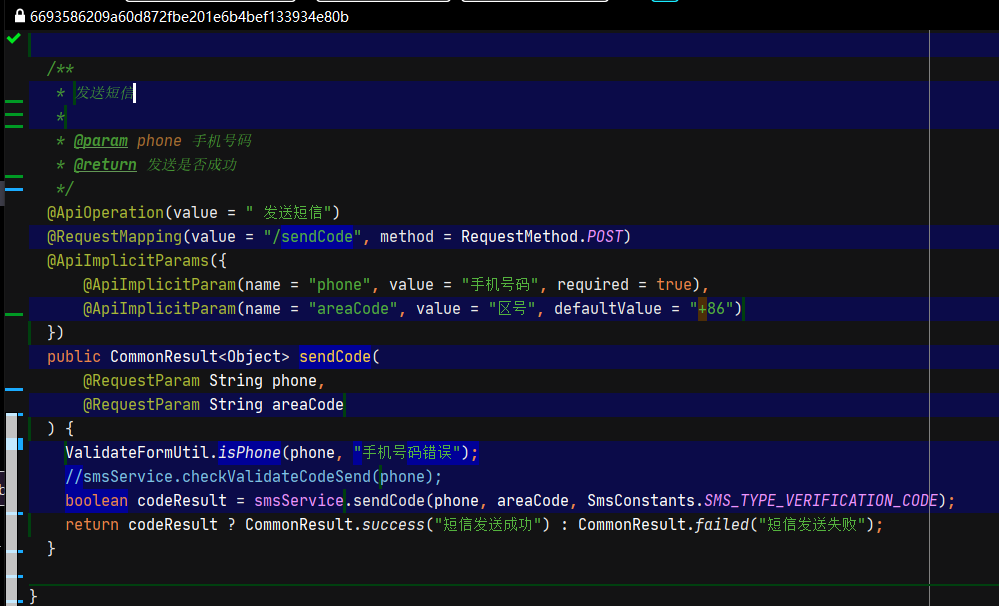 6693586209a60d872fbe201e6b4bef133934e80b
/**
* 发送短信
*
* @param phone 手机号码
* @return 发送是否成功
*/
@ApiOperation(value = " 发送短信")
@RequestMapping(value = "/sendCode", method = RequestMethod.POST)
@ApiImplicitParams({
@ApiImplicitParam(name = "phone", value = "手机号码", required = true),
@ApiImplicitParam(name = "areaCode", value = "区号", defaultValue = "+86")
})
public CommonResult<Object> sendCode(
@RequestParam String phone,
@RequestParam String areaCode
) {
ValidateFormUtil.isPhone(phone, "手机号码错误");
//smsService.checkValidateCodeSend(phone);
boolean codeResult = smsService.sendCode(phone, areaCode, SmsConstants.SMS_TYPE_VERIFICATION_CODE);
return codeResult ? CommonResult.success("短信发送成功") : CommonResult.failed("短信发送失败");
}
}